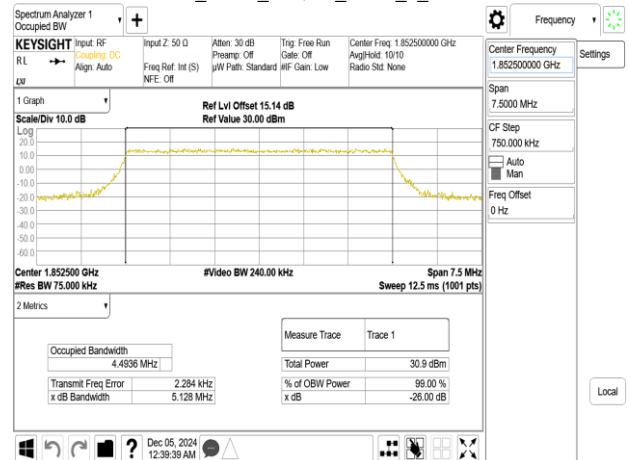 Spectrum Analyzer 1
Occupied BW
Frequency
KEYSIGHT
R L
Input: RF
Coupling: DC
Align: Auto
Input Z: 50 Ω
Freq Ref: Int (S)
NFE: Off
Atten: 30 dB
Preamp: Off
µW Path: Standard
Trig: Free Run
Gate: Off
#IF Gain: Low
Center Freq: 1.852500000 GHz
Avg|Hold: 10/10
Radio Std: None
Center Frequency
1.852500000 GHz
Settings
Span
7.5000 MHz
CF Step
750.000 kHz
Auto
Man
Freq Offset
0 Hz
1 Graph
Scale/Div 10.0 dB
Ref Lvl Offset 15.14 dB
Ref Value 30.00 dBm
Log
20.0
10.0
0.00
-10.0
-20.0
-30.0
-40.0
-50.0
-60.0
Center 1.852500 GHz
#Video BW 240.00 kHz
Span 7.5 MHz
#Res BW 75.000 kHz
Sweep 12.5 ms (1001 pts)
2 Metrics
Measure Trace Trace 1
Occupied Bandwidth
4.4936 MHz
Total Power 30.9 dBm
Transmit Freq Error 2.284 kHz
% of OBW Power 99.00 %
x dB Bandwidth 5.128 MHz
x dB -26.00 dB
Local
Dec 05, 2024
12:39:39 AM